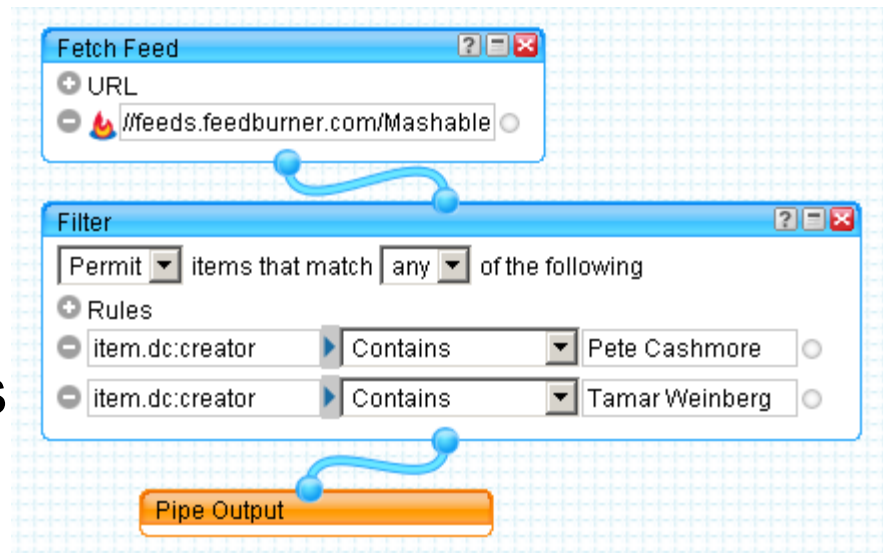 Fetch Feed ?
URL
//feeds.feedburner.com/Mashable
Filter ?
Permit items that match any of the following
Rules
item.dc:creator Contains Pete Cashmore
item.dc:creator Contains Tamar Weinberg
s
Pipe Output